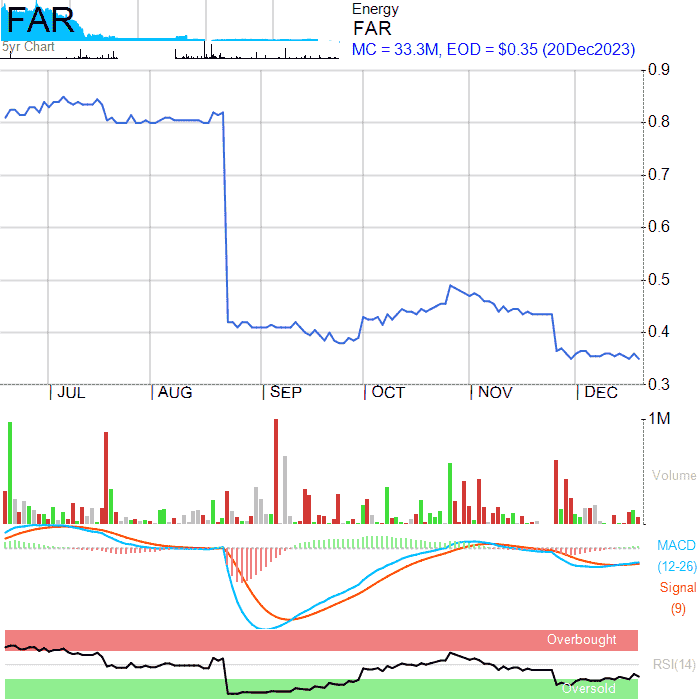 FAR
5yr Chart
Energy
FAR
MC = 33.3M, EOD = $0.35 (20Dec2023)
0.9
0.8
0.7
0.6
0.5
0.4
0.3
JUL AUG SEP OCT NOV DEC
1M
Volume
MACD
(12-26)
Signal
(9)
Overbought
RSI(14)
Oversold